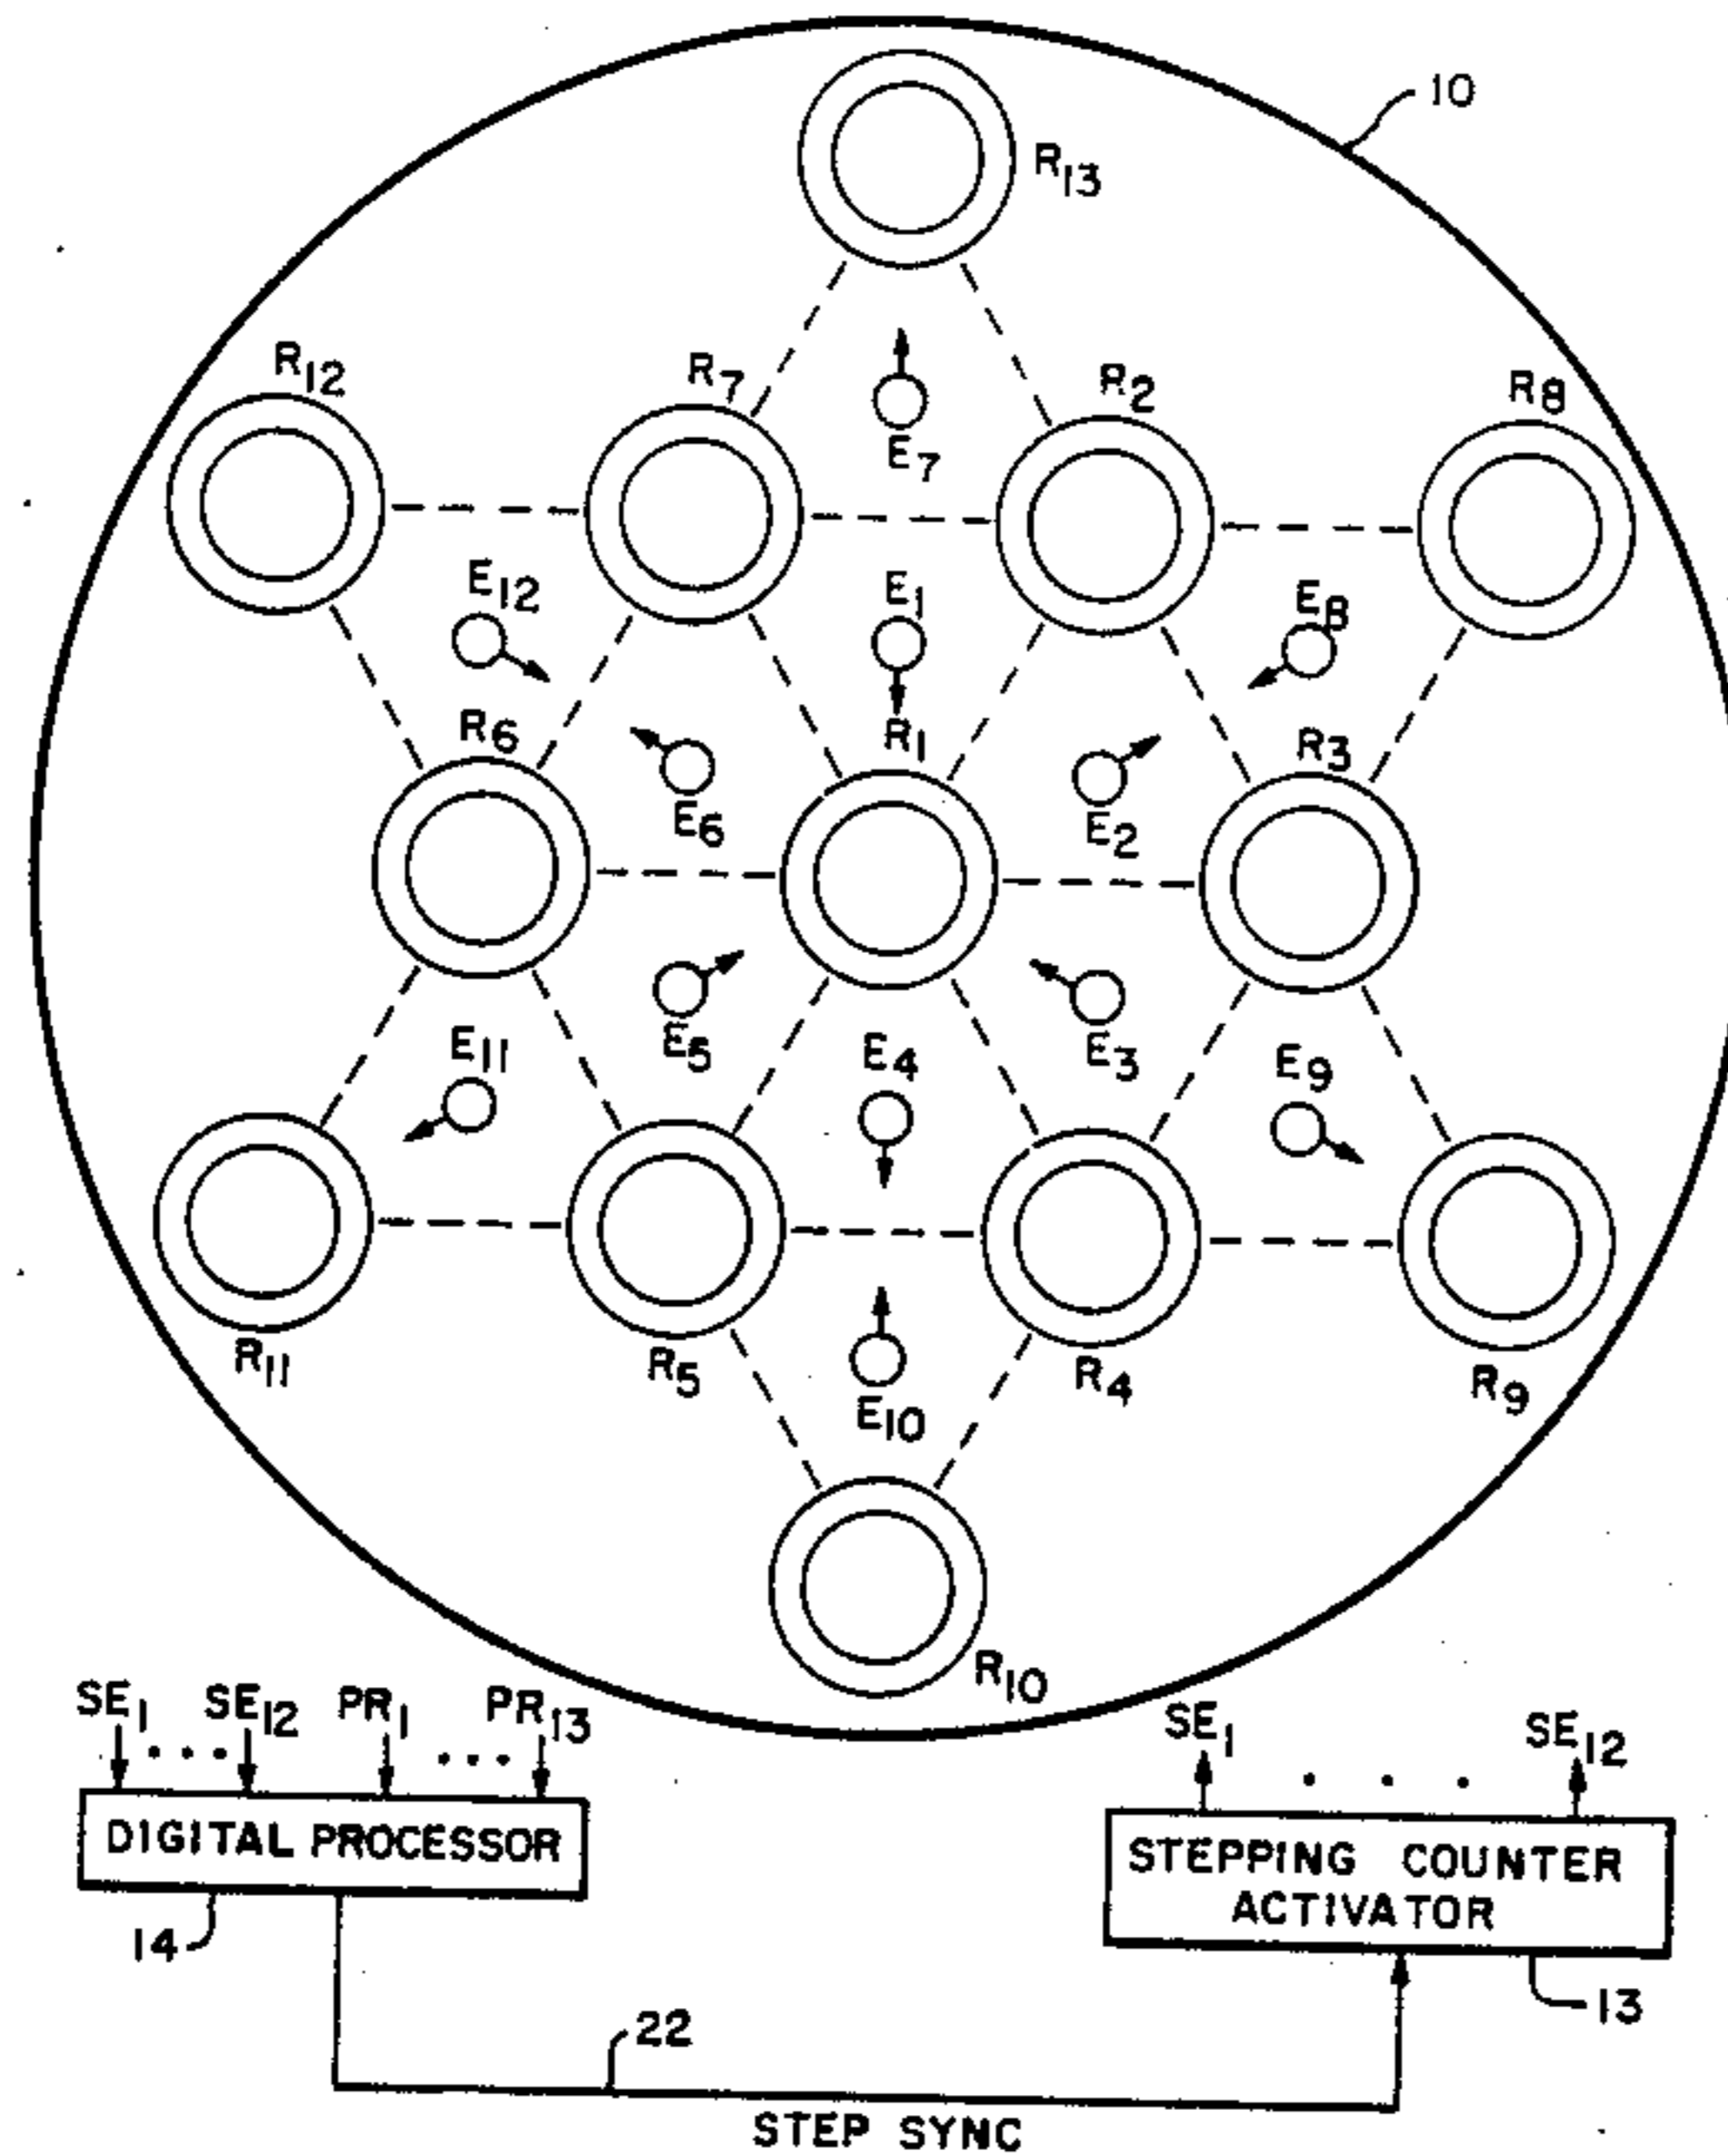 10
R13
R12
R7
R2
R8
E7
E12
E1
E8
R6
R1
R3
E6
E2
E5
E4
E3
E11
E9
R11
R5
R4
R9
E10
R10
SE1 SE12 PR1 PR13
SE1 SE12
DIGITAL PROCESSOR
STEPPING COUNTER
ACTIVATOR
14
13
22
STEP SYNC